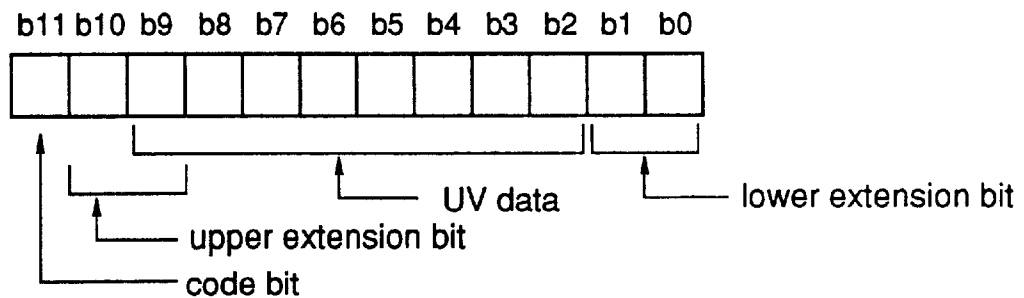 b11 b10 b9 b8 b7 b6 b5 b4 b3 b2 b1 b0
UV data
lower extension bit
upper extension bit
code bit